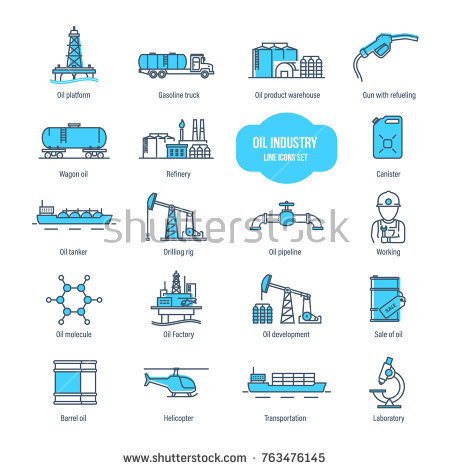 Oil platform
Gasoline truck
Oil product warehouse
Gun with refueling
Wagon oil
Refinery
OIL INDUSTRY
LINE ICONS SET
Canister
shutterstock
Oil tanker
Drilling rig
Oil pipeline
Working
Oil molecule
Oil Factory
Oil development
SALE
Sale of oil
Barrel oil
Helicopter
Transportation
Laboratory
www.shutterstock.com · 763476145